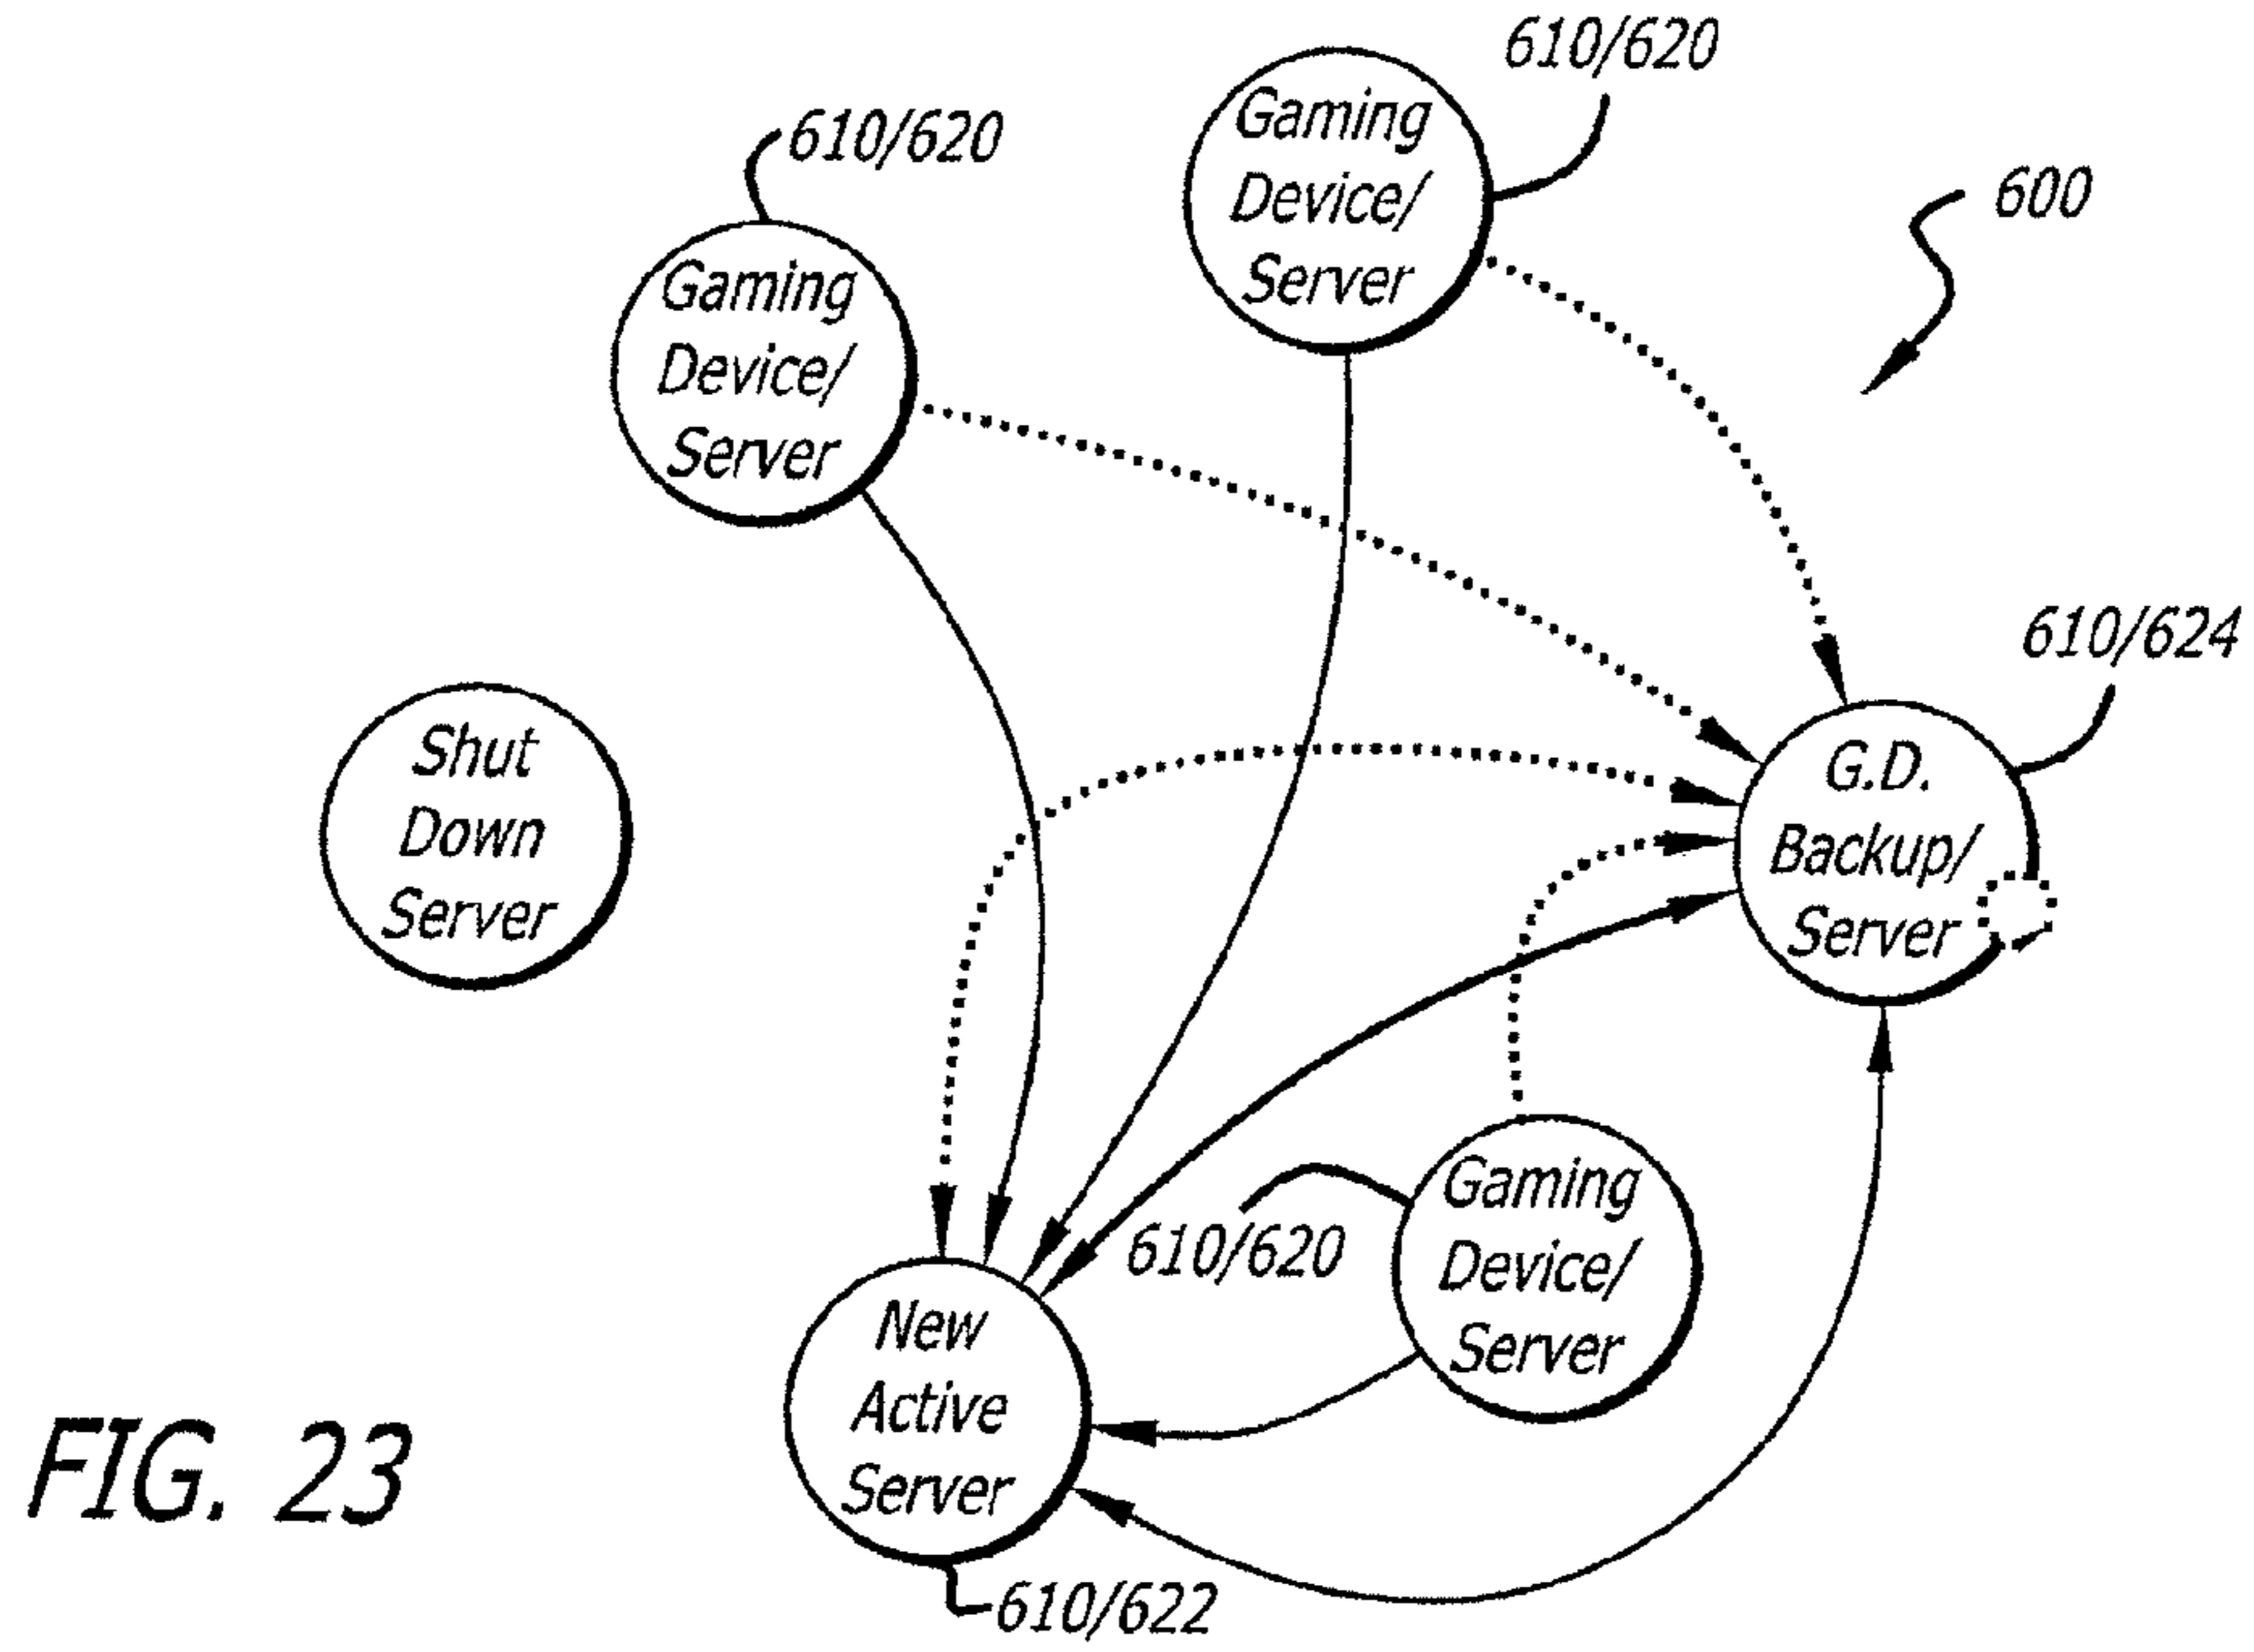 610/620
Gaming
Device/
Server
610/620
Gaming
Device/
Server
600
610/624
Shut
Down
Server
G.D.
Backup/
Server
610/620
Gaming
Device/
Server
New
Active
Server
610/622
FIG. 23